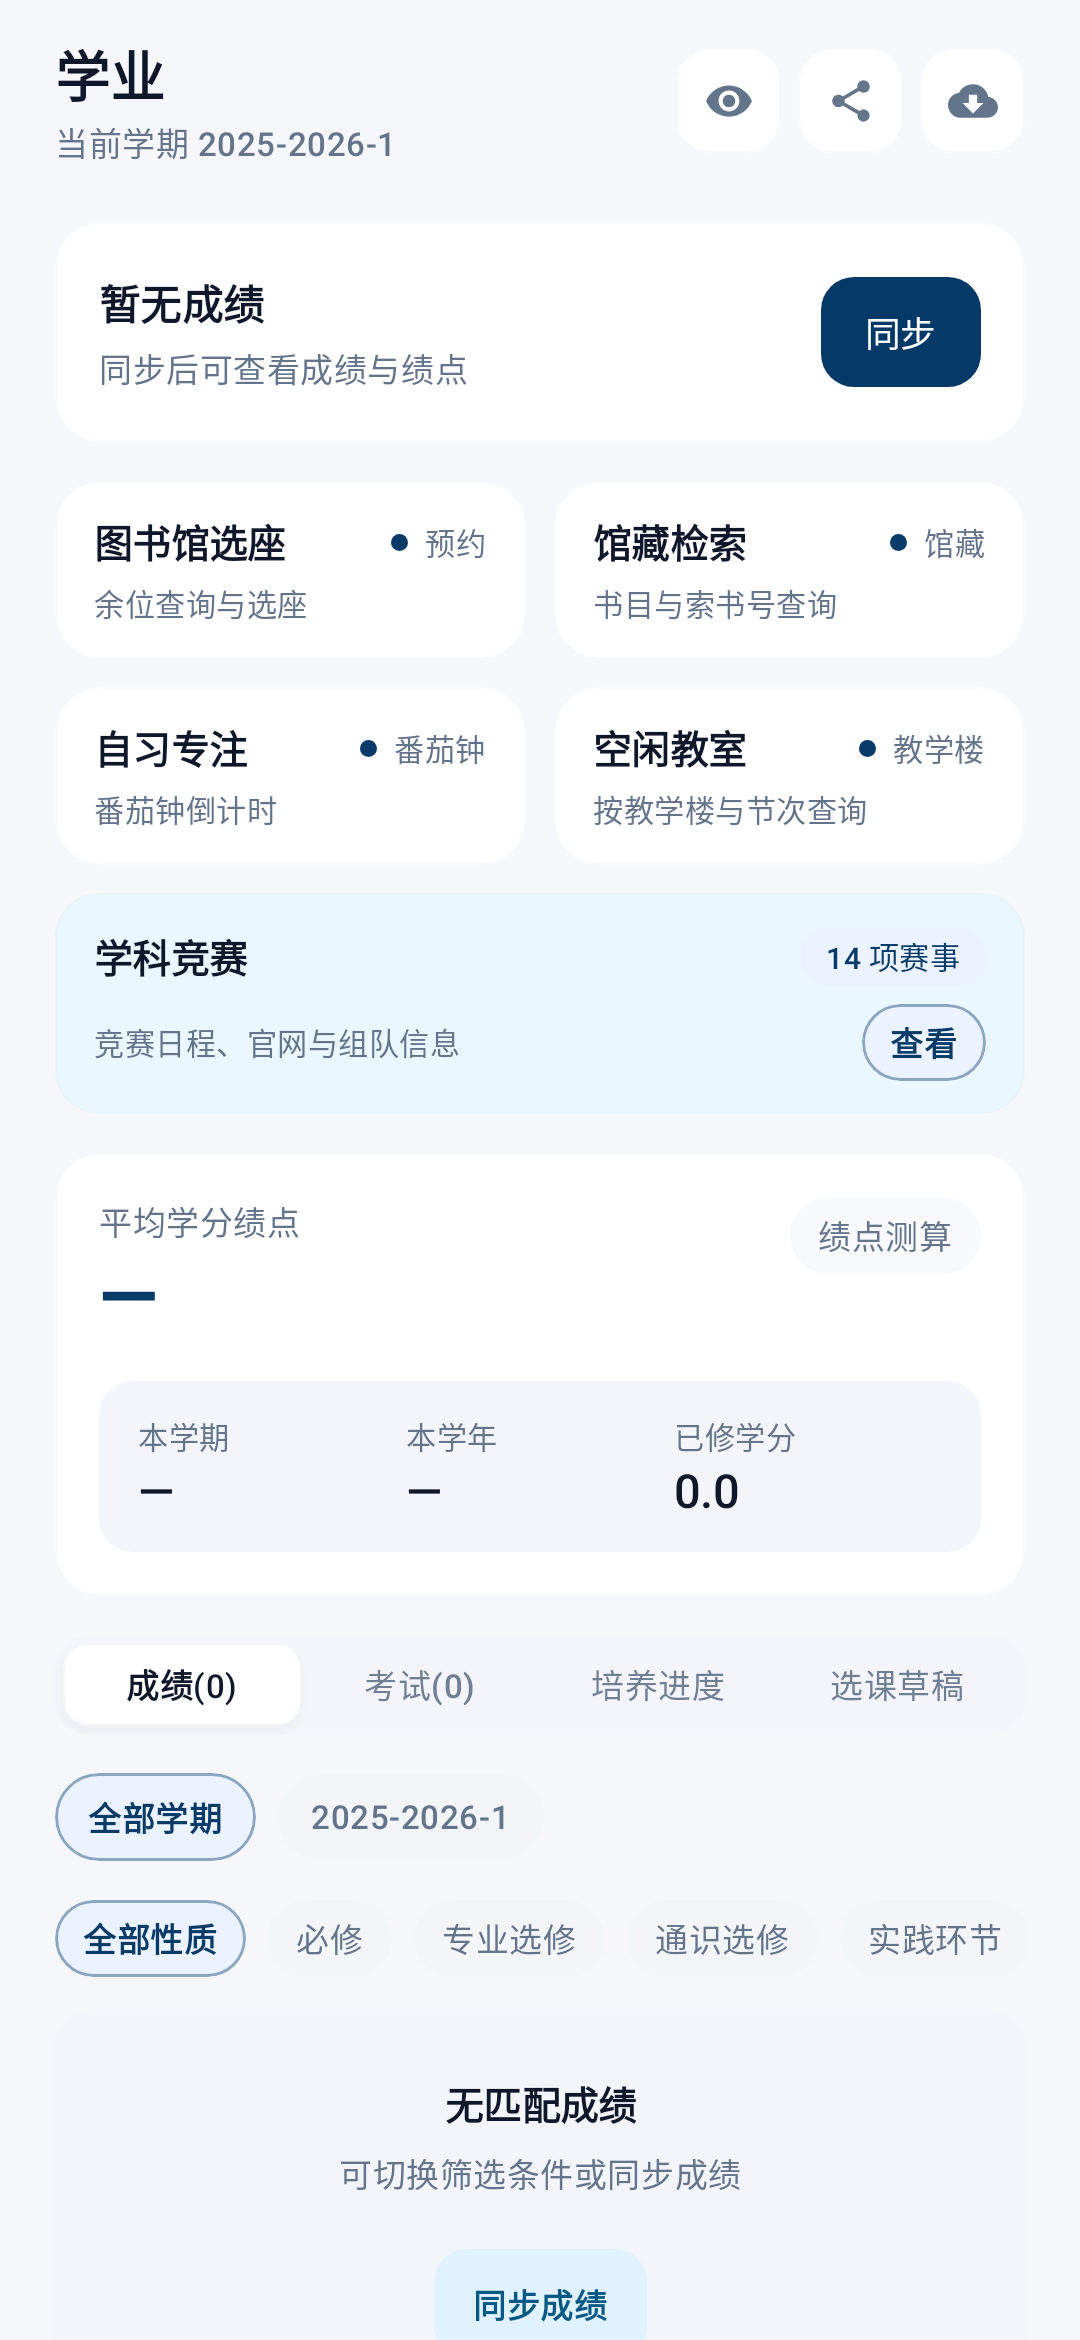 学业
当前学期 2025-2026-1
暂无成绩
同步后可查看成绩与绩点
同步
图书馆选座
预约
余位查询与选座
馆藏检索
馆藏
书目与索书号查询
自习专注
番茄钟
番茄钟倒计时
空闲教室
教学楼
按教学楼与节次查询
学科竞赛
14 项赛事
竞赛日程、官网与组队信息
查看
平均学分绩点
绩点测算
—
本学期
本学年
已修学分
—
—
0.0
成绩(0)
考试(0)
培养进度
选课草稿
全部学期
2025-2026-1
全部性质
必修
专业选修
通识选修
实践环节
无匹配成绩
可切换筛选条件或同步成绩
同步成绩